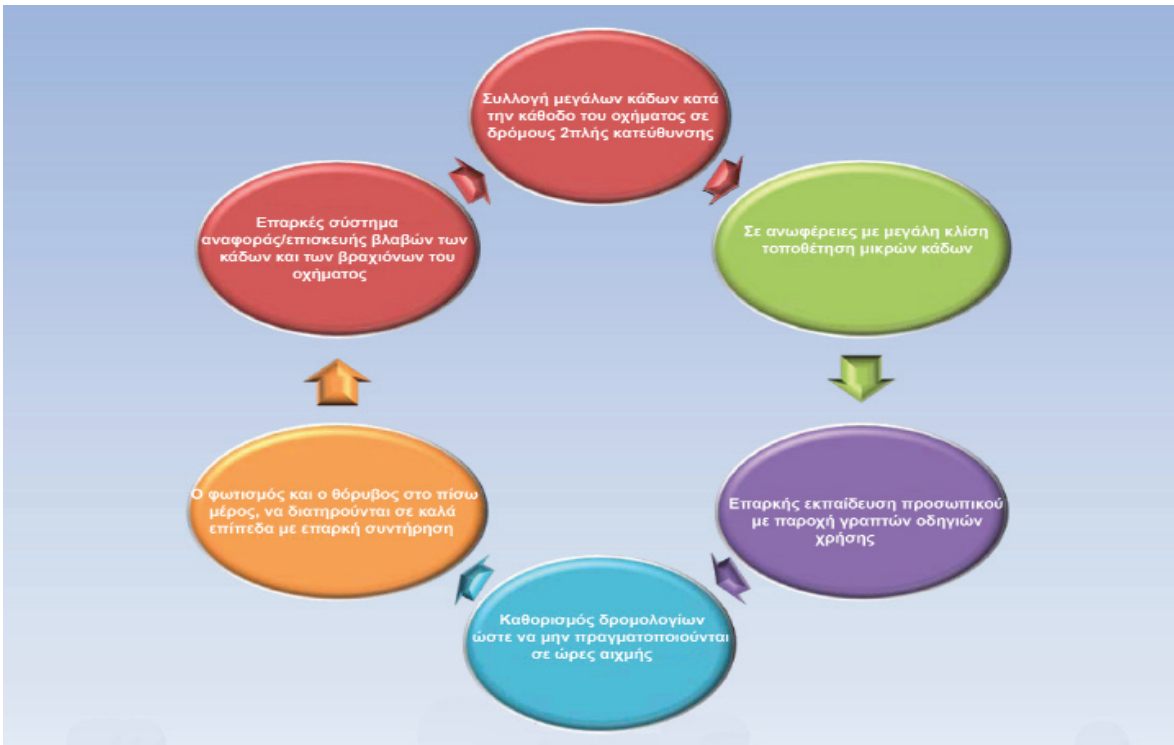 Συλλογή μεγάλων κάδων κατά
την κάθοδο του οχήματος σε
δρόμους 2πλής κατεύθυνσης
Σε ανωφέρειες με μεγάλη κλίση
τοποθέτηση μικρών κάδων
Επαρκής εκπαίδευση προσωπικού
με παροχή γραπτών οδηγιών
χρήσης
Καθορισμός δρομολογίων
ώστε να μην πραγματοποιούνται
σε ώρες αιχμής
Ο φωτισμός και ο θόρυβος στο πίσω
μέρος, να διατηρούνται σε καλά
επίπεδα με επαρκή συντήρηση
Επαρκές σύστημα
αναφοράς/επισκευής βλαβών των
κάδων και των βραχιόνων του
οχήματος